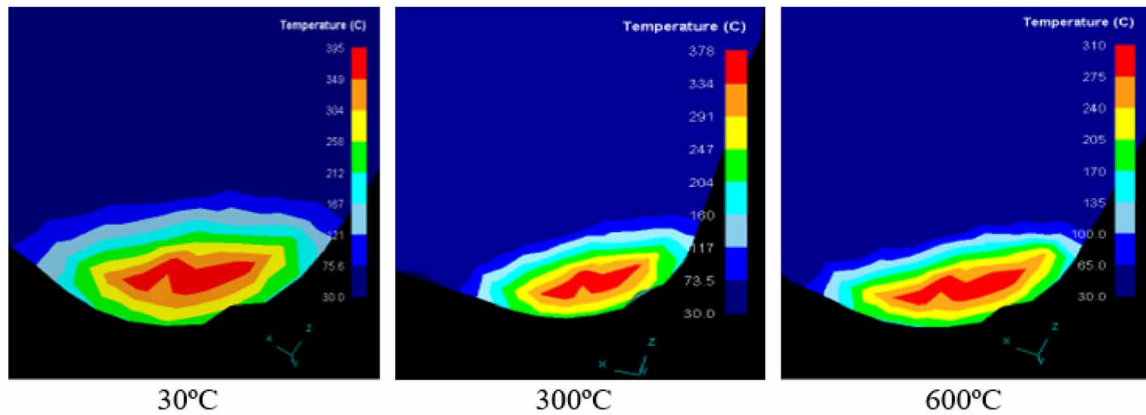 Temperature (C)
395
349
304
258
212
167
121
75.6
30.0
X
Z
Y
30ºC
Temperature (C)
378
334
291
247
204
160
117
73.5
30.0
X
Z
Y
300ºC
Temperature (C)
310
275
240
205
170
135
100.0
65.0
30.0
X
Z
Y
600ºC